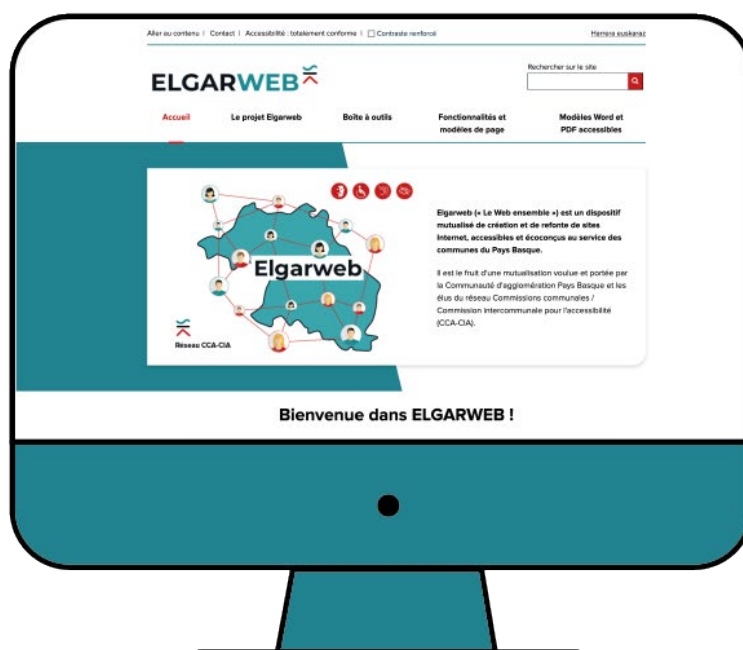 Aller au contenu | Contact | Accessibilité : totalement conforme | Contraste renforcé
Herrera euskaraz
Rechercher sur le site
ELGARWEB
Accueil
Le projet Elgarweb
Boîte à outils
Fonctionnalités et
modèles de page
Modèles Word et
PDF accessibles
Elgarweb
Réseau CCA-CIA
Elgarweb (« Le Web ensemble ») est un dispositif
mutualisé de création et de refonte de sites
Internet, accessibles et écoconçus au service des
communes du Pays Basque.
Il est le fruit d'une mutualisation voulue et portée par
la Communauté d'agglomération Pays Basque et les
élus du réseau Commissions communales /
Commission intercommunale pour l'accessibilité
(CCA-CIA).
Bienvenue dans ELGARWEB !